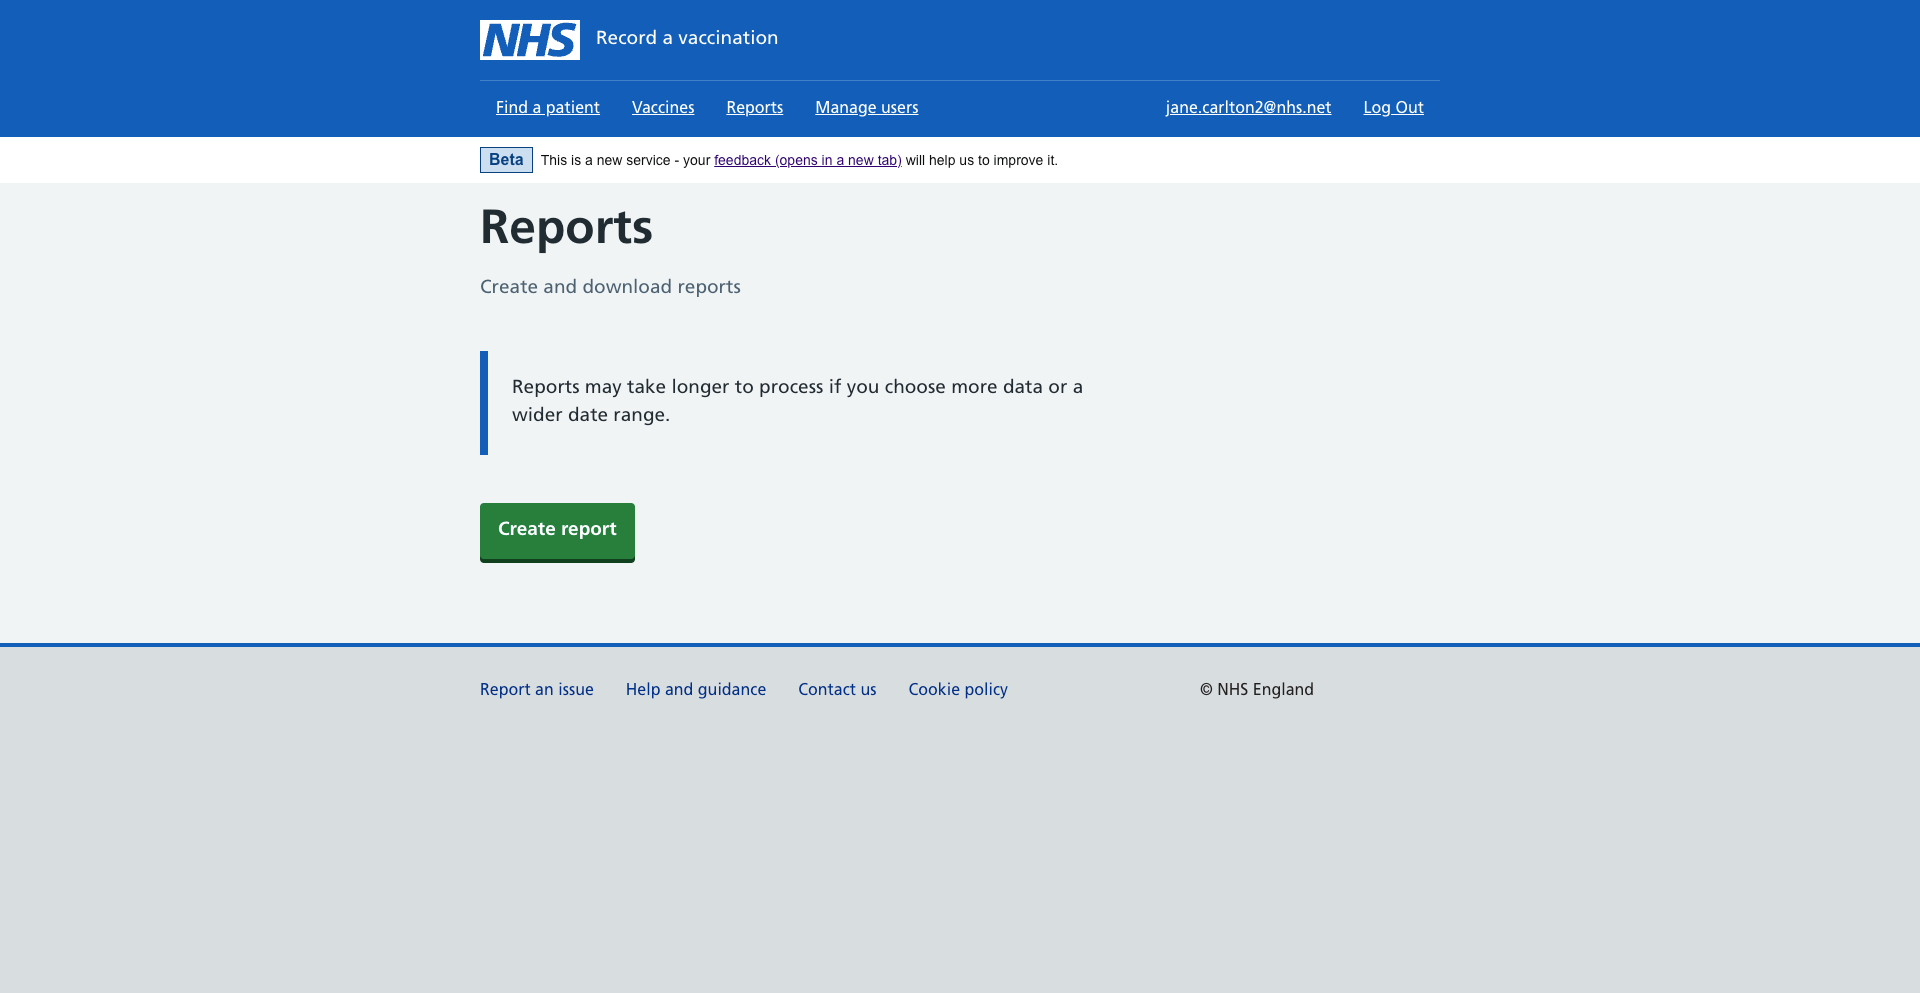 NHS Record a vaccination
Find a patient Vaccines Reports Manage users jane.carlton2@nhs.net Log Out
Beta This is a new service - your feedback (opens in a new tab) will help us to improve it.
Reports
Create and download reports
Reports may take longer to process if you choose more data or a
wider date range.
Create report
Report an issue Help and guidance Contact us Cookie policy © NHS England